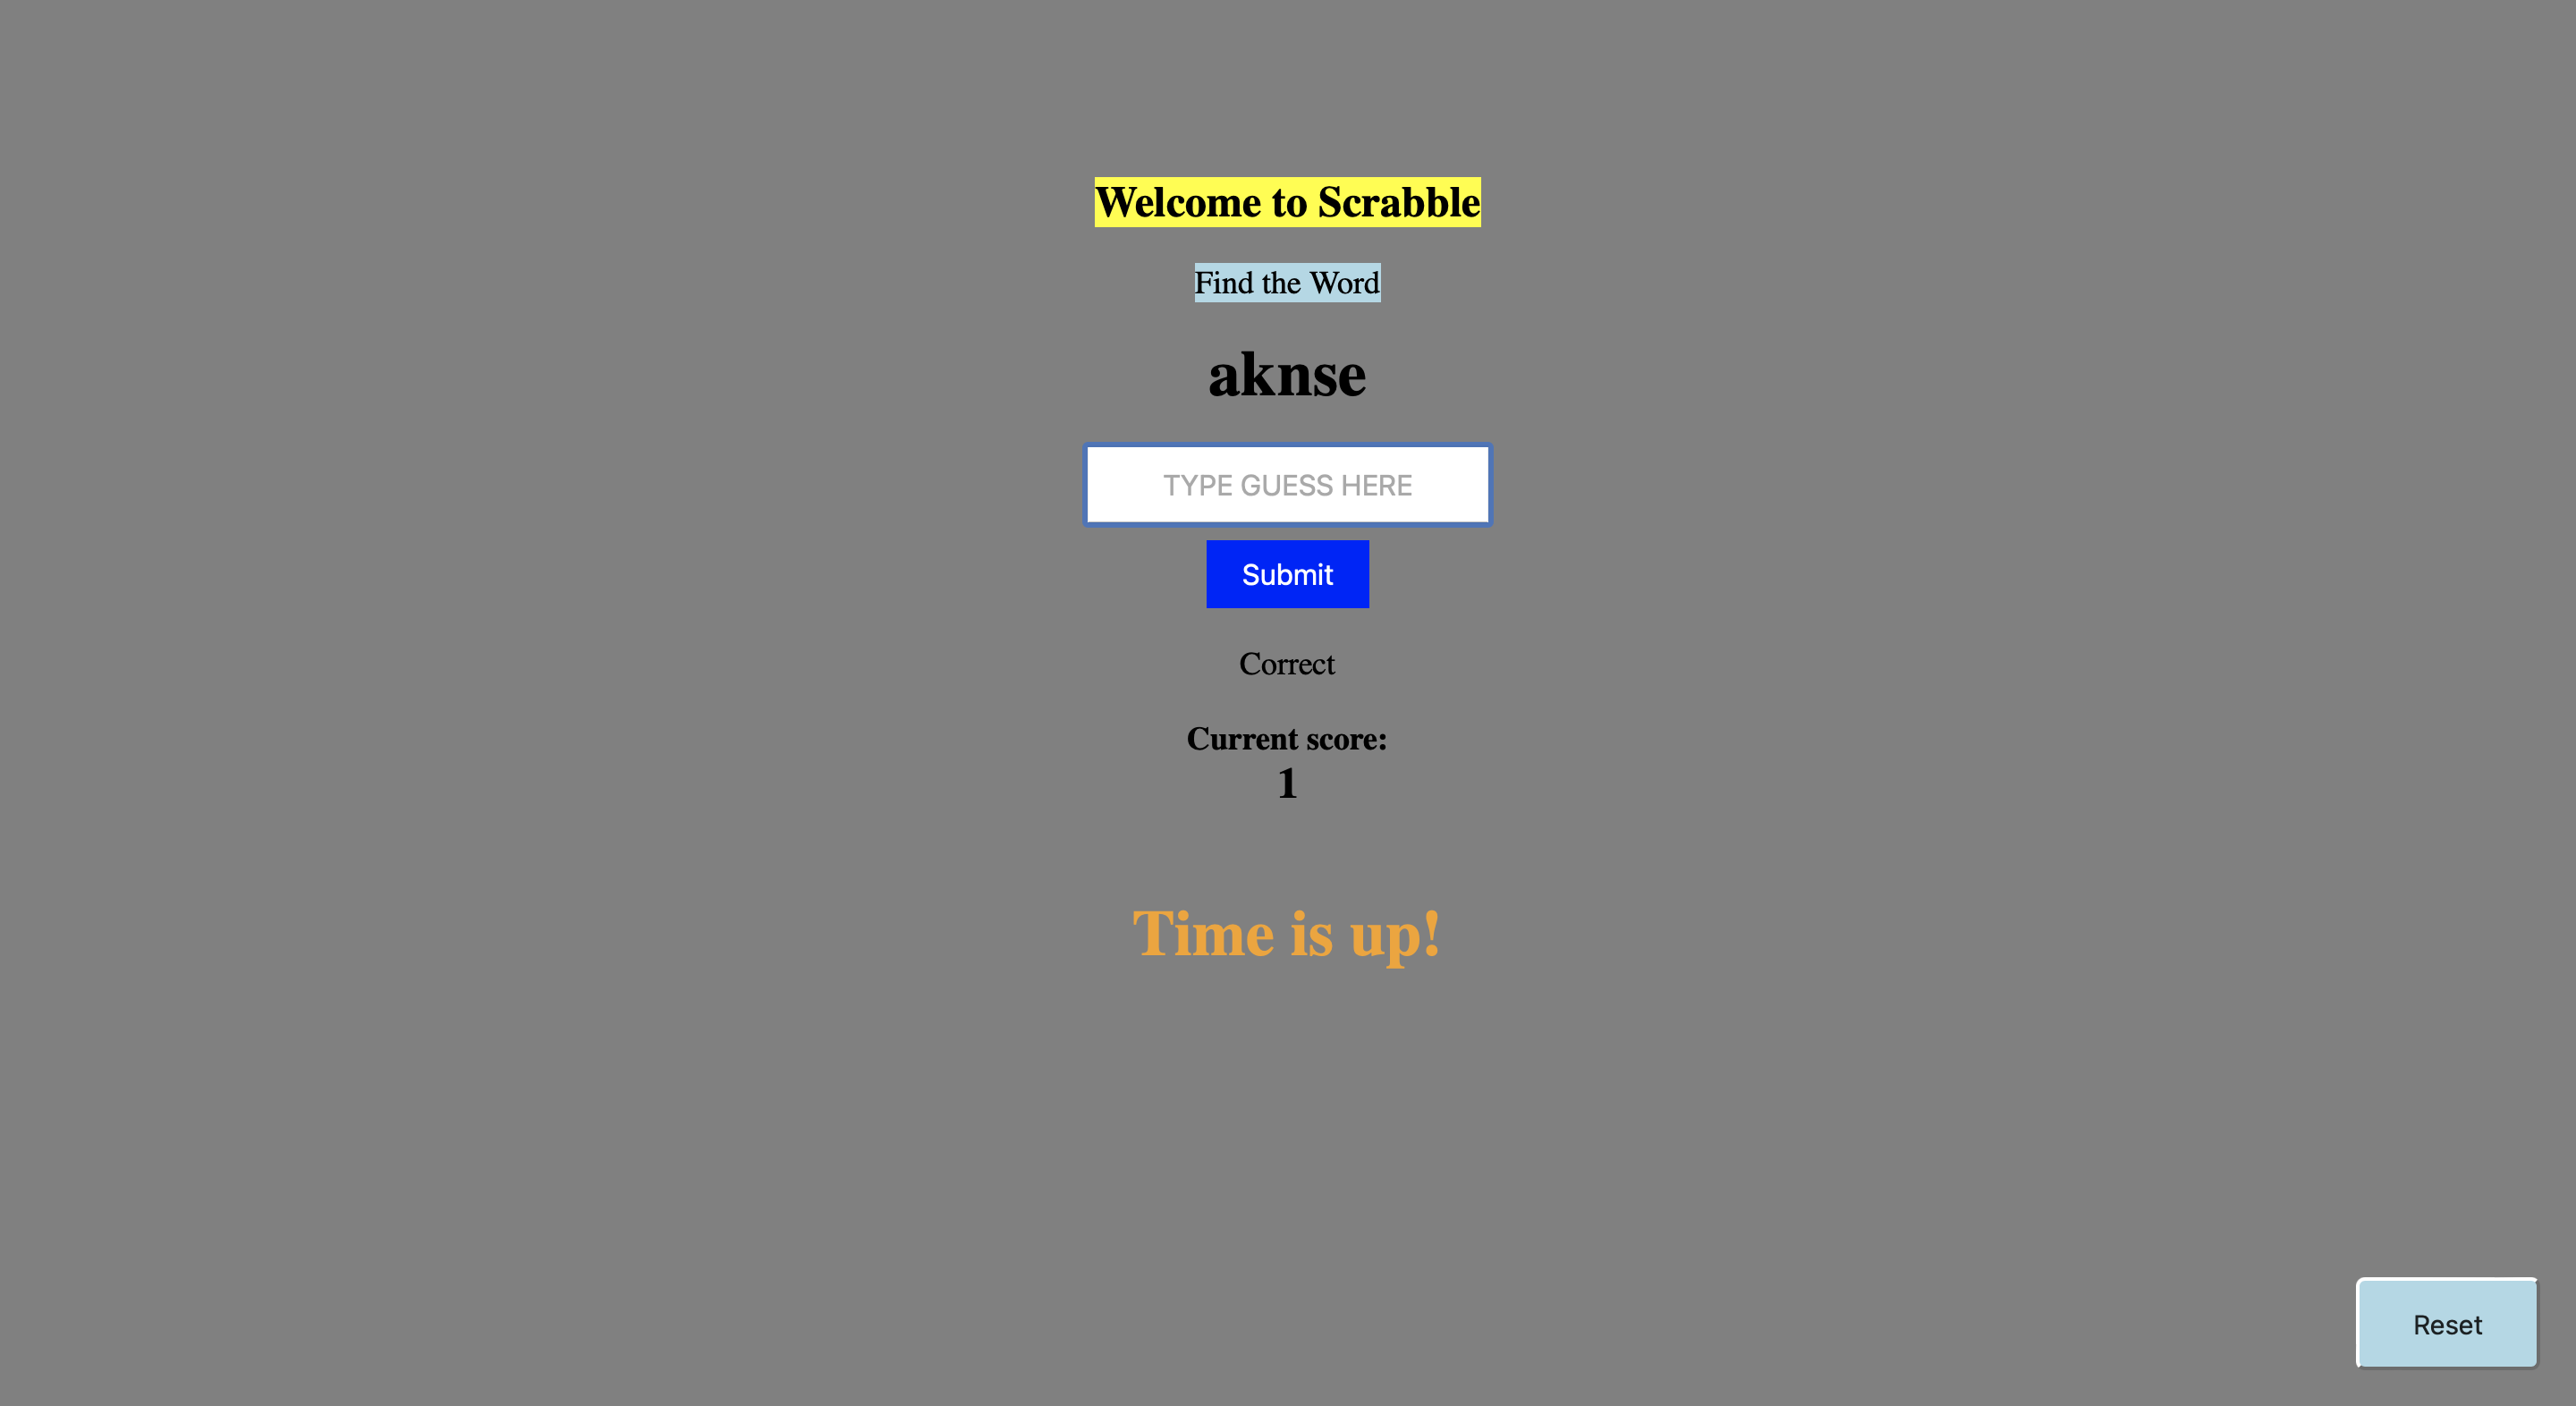 Welcome to Scrabble
Find the Word
aknse
TYPE GUESS HERE
Submit
Correct
Current score:
1
Time is up!
Reset